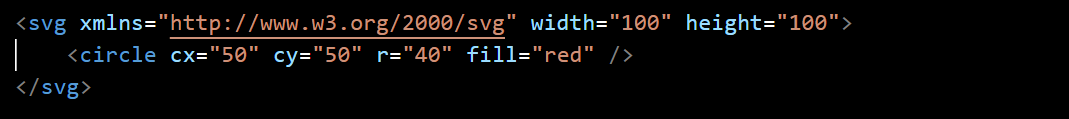 <svg xmlns="http://www.w3.org/2000/svg" width="100" height="100">
    <circle cx="50" cy="50" r="40" fill="red" />
</svg>